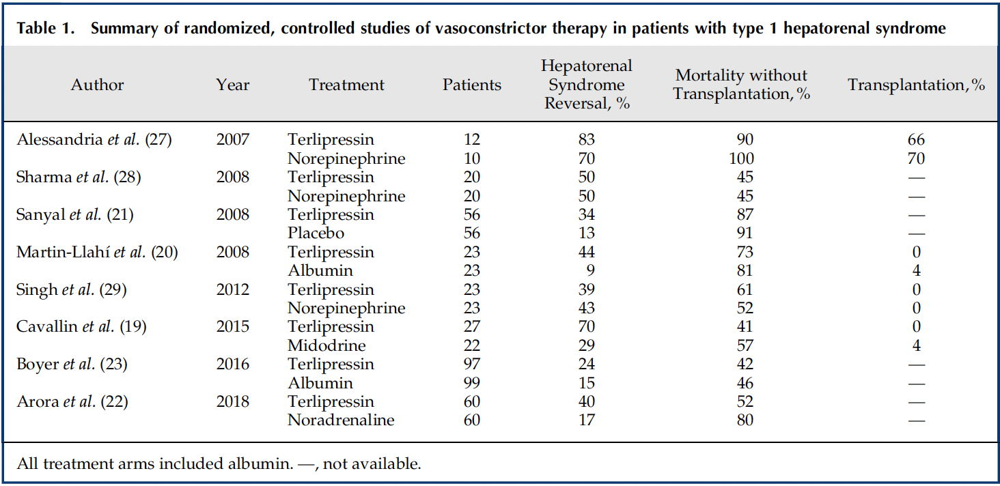 Table 1. Summary of randomized, controlled studies of vasoconstrictor therapy in patients with type 1 hepatorenal syndrome
Author Year Treatment Patients Hepatorenal Syndrome Reversal, % Mortality without Transplantation, % Transplantation, %
Alessandria et al. (27) 2007 Terlipressin 12 83 90 66
Norepinephrine 10 70 100 70
Sharma et al. (28) 2008 Terlipressin 20 50 45 —
Norepinephrine 20 50 45 —
Sanyal et al. (21) 2008 Terlipressin 56 34 87 —
Placebo 56 13 91 —
Martin-Llahí et al. (20) 2008 Terlipressin 23 44 73 0
Albumin 23 9 81 4
Singh et al. (29) 2012 Terlipressin 23 39 61 0
Norepinephrine 23 43 52 0
Cavallin et al. (19) 2015 Terlipressin 27 70 41 0
Midodrine 22 29 57 4
Boyer et al. (23) 2016 Terlipressin 97 24 42 —
Albumin 99 15 46 —
Arora et al. (22) 2018 Terlipressin 60 40 52 —
Noradrenaline 60 17 80 —
All treatment arms included albumin. —, not available.